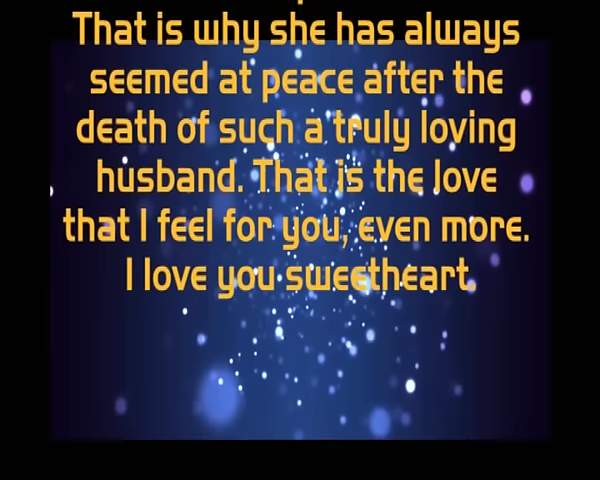 That is why she has always
seemed at peace after the
death of such a truly loving
husband. That is the love
that I feel for you, even more.
I love you sweetheart.